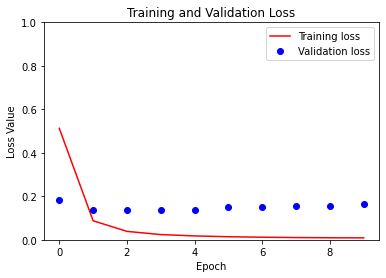 Training and Validation Loss
1.0
Training loss
Validation loss
0.8
0.6
0.4
0.2
0.0
Loss Value
0 2 4 6 8
Epoch